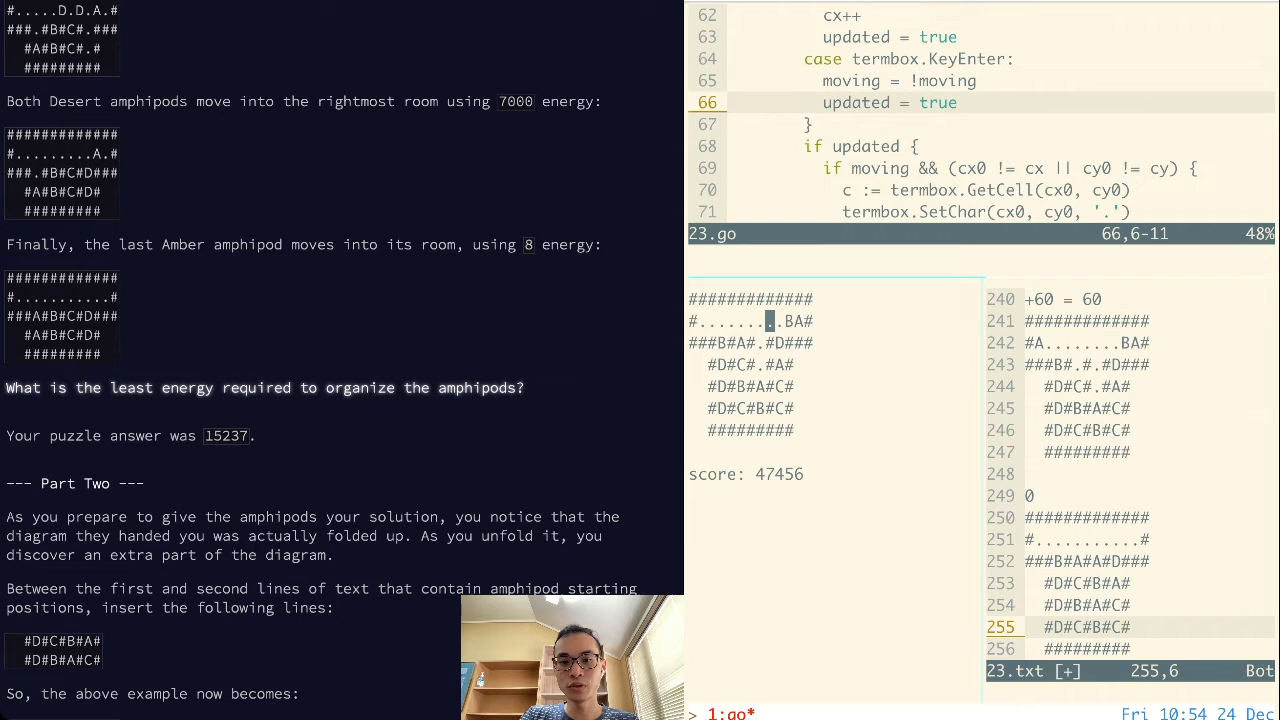 #.....D.D.A.#
###.#B#C#.###
  #A#B#C#.#
  #########
Both Desert amphipods move into the rightmost room using 7000 energy:
#############
#.........A.#
###.#B#C#D###
  #A#B#C#D#
  #########
Finally, the last Amber amphipod moves into its room, using 8 energy:
#############
#...........#
###A#B#C#D###
  #A#B#C#D#
  #########
What is the least energy required to organize the amphipods?
Your puzzle answer was 15237.
--- Part Two ---
As you prepare to give the amphipods your solution, you notice that the
diagram they handed you was actually folded up. As you unfold it, you
discover an extra part of the diagram.
Between the first and second lines of text that contain amphipod starting
positions, insert the following lines:
  #D#C#B#A#
  #D#B#A#C#
So, the above example now becomes:
62 cx++
63 updated = true
64 case termbox.KeyEnter:
65 moving = !moving
66 updated = true
67 }
68 if updated {
69 if moving && (cx0 != cx || cy0 != cy) {
70 c := termbox.GetCell(cx0, cy0)
71 termbox.SetChar(cx0, cy0, '.')
23.go 66,6-11 48%
#############
#.........BA#
###B#A#.#D###
  #D#C#.#A#
  #D#B#A#C#
  #D#C#B#C#
  #########
score: 47456
240 +60 = 60
241 #############
242 #A........BA#
243 ###B#.#.#D###
244   #D#C#.#A#
245   #D#B#A#C#
246   #D#C#B#C#
247   #########
248
249 0
250 #############
251 #...........#
252 ###B#A#A#D###
253   #D#C#B#A#
254   #D#B#A#C#
255   #D#C#B#C#
256   #########
23.txt [+] 255,6 Bot
> 1:go* Fri 10:54 24 Dec